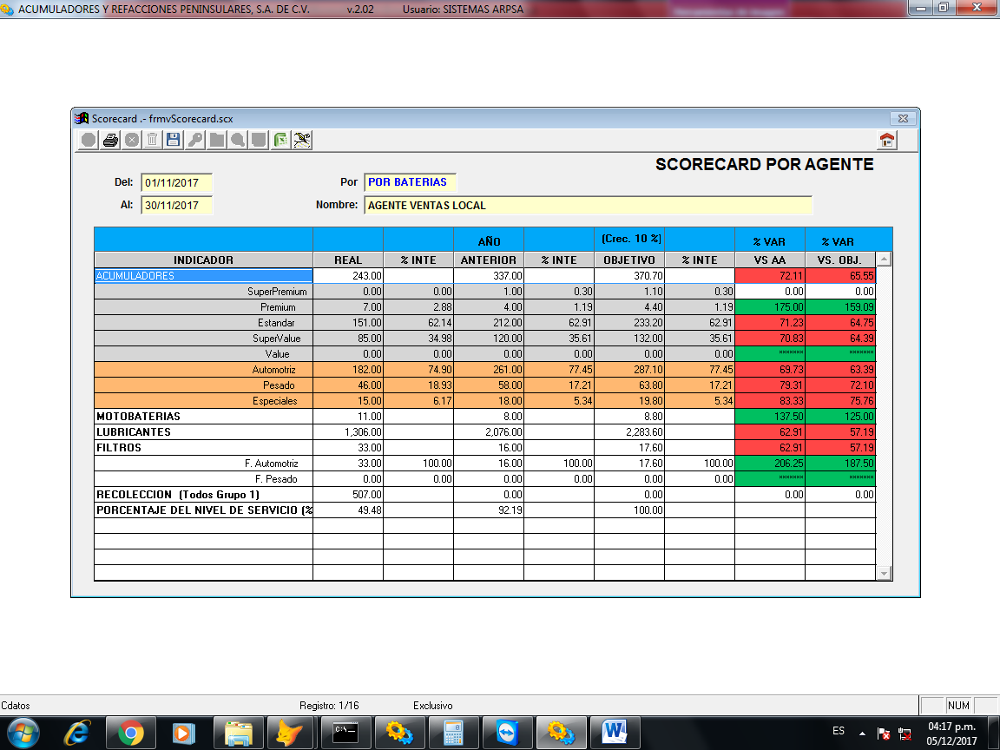 ACUMULADORES Y REFACCIONES PENINSULARES, S.A. DE C.V. v.2.02 Usuario: SISTEMAS ARPSA
Scorecard .- frmvScorecard.scx
SCORECARD POR AGENTE
Del: 01/11/2017 Por POR BATERIAS
Al: 30/11/2017 Nombre: AGENTE VENTAS LOCAL
AÑO (Crec. 10 %) % VAR % VAR
INDICADOR REAL % INTE ANTERIOR % INTE OBJETIVO % INTE VS AA VS. OBJ.
ACUMULADORES 243.00 337.00 370.70 72.11 65.55
SuperPremium 0.00 0.00 1.00 0.30 1.10 0.30 0.00 0.00
Premium 7.00 2.88 4.00 1.19 4.40 1.19 175.00 159.09
Estandar 151.00 62.14 212.00 62.91 233.20 62.91 71.23 64.75
SuperValue 85.00 34.98 120.00 35.61 132.00 35.61 70.83 64.39
Value 0.00 0.00 0.00 0.00 0.00 0.00 ******* *******
Automotriz 182.00 74.90 261.00 77.45 287.10 77.45 69.73 63.39
Pesado 46.00 18.93 58.00 17.21 63.80 17.21 79.31 72.10
Especiales 15.00 6.17 18.00 5.34 19.80 5.34 83.33 75.76
MOTOBATERIAS 11.00 8.00 8.80 137.50 125.00
LUBRICANTES 1,306.00 2,076.00 2,283.60 62.91 57.19
FILTROS 33.00 16.00 17.60 62.91 57.19
F. Automotriz 33.00 100.00 16.00 100.00 17.60 100.00 206.25 187.50
F. Pesado 0.00 0.00 0.00 0.00 0.00 0.00 ******* *******
RECOLECCION (Todos Grupo 1) 507.00 0.00 0.00 0.00 0.00
PORCENTAJE DEL NIVEL DE SERVICIO (% 49.48 92.19 100.00
Cdatos Registro: 1/16 Exclusivo NUM
C:\_
ES 04:17 p.m.
05/12/2017